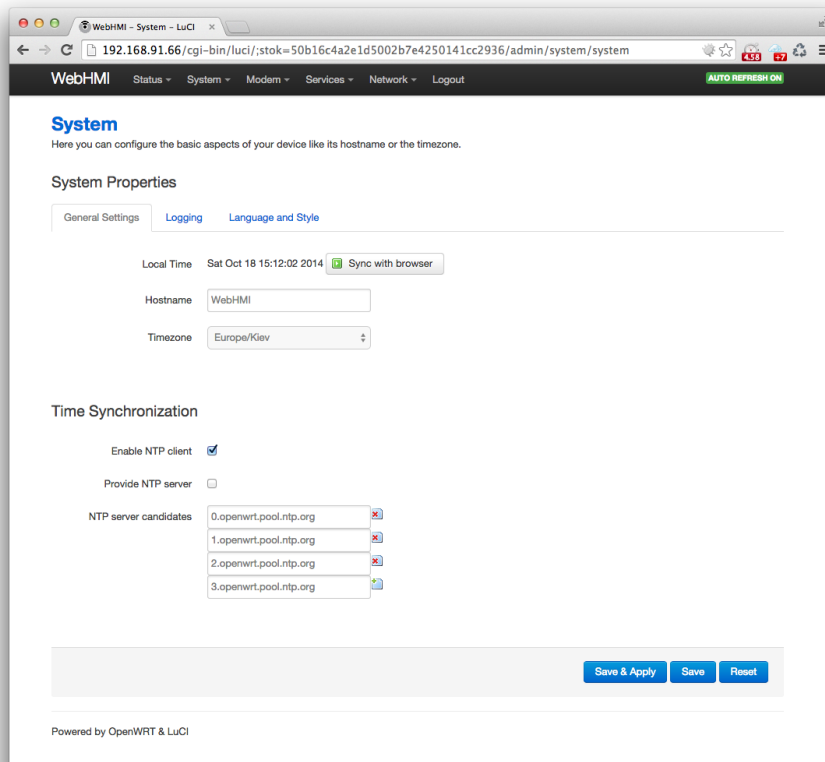 WebHMI - System - LuCI
192.168.91.66/cgi-bin/luci/;stok=50b16c4a2e1d5002b7e4250141cc2936/admin/system/system
4.58 +7
WebHMI Status System Modem Services Network Logout AUTO REFRESH ON
System
Here you can configure the basic aspects of your device like its hostname or the timezone.
System Properties
General Settings Logging Language and Style
Local Time Sat Oct 18 15:12:02 2014 Sync with browser
Hostname WebHMI
Timezone Europe/Kiev
Time Synchronization
Enable NTP client
Provide NTP server
NTP server candidates 0.openwrt.pool.ntp.org
1.openwrt.pool.ntp.org
2.openwrt.pool.ntp.org
3.openwrt.pool.ntp.org
Save & Apply Save Reset
Powered by OpenWRT & LuCI